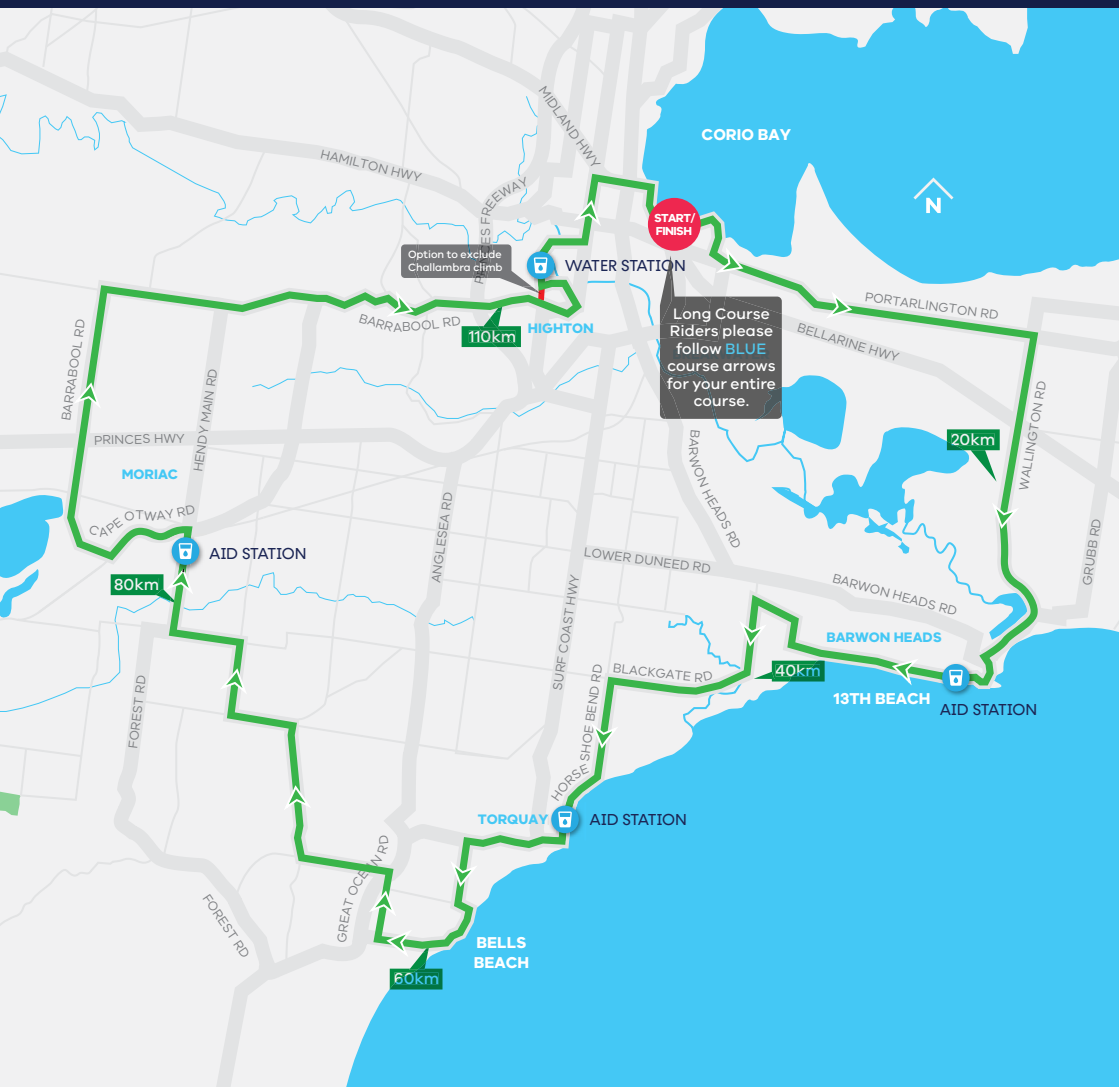 MIDLAND HWY
CORIO BAY
HAMILTON HWY
PRINCES FREEWAY
N
START/
FINISH
Option to exclude
Challambra climb
WATER STATION
PORTARLINGTON RD
BARRABOOL RD
110km
HIGHTON
BELLARINE HWY
Long Course
Riders please
follow BLUE
course arrows
for your entire
course.
BARRABOOL RD
HENDY MAIN RD
WALLINGTON RD
PRINCES HWY
20km
MORIAC
BARWON HEADS RD
CAPE OTWAY RD
ANGLESEA RD
GRUBB RD
AID STATION
LOWER DUNEED RD
80km
BARWON HEADS RD
SURF COAST HWY
BARWON HEADS
BLACKGATE RD
40km
13TH BEACH
AID STATION
FOREST RD
HORSE SHOE BEND RD
TORQUAY
AID STATION
GREAT OCEAN RD
FOREST RD
BELLS
BEACH
60km